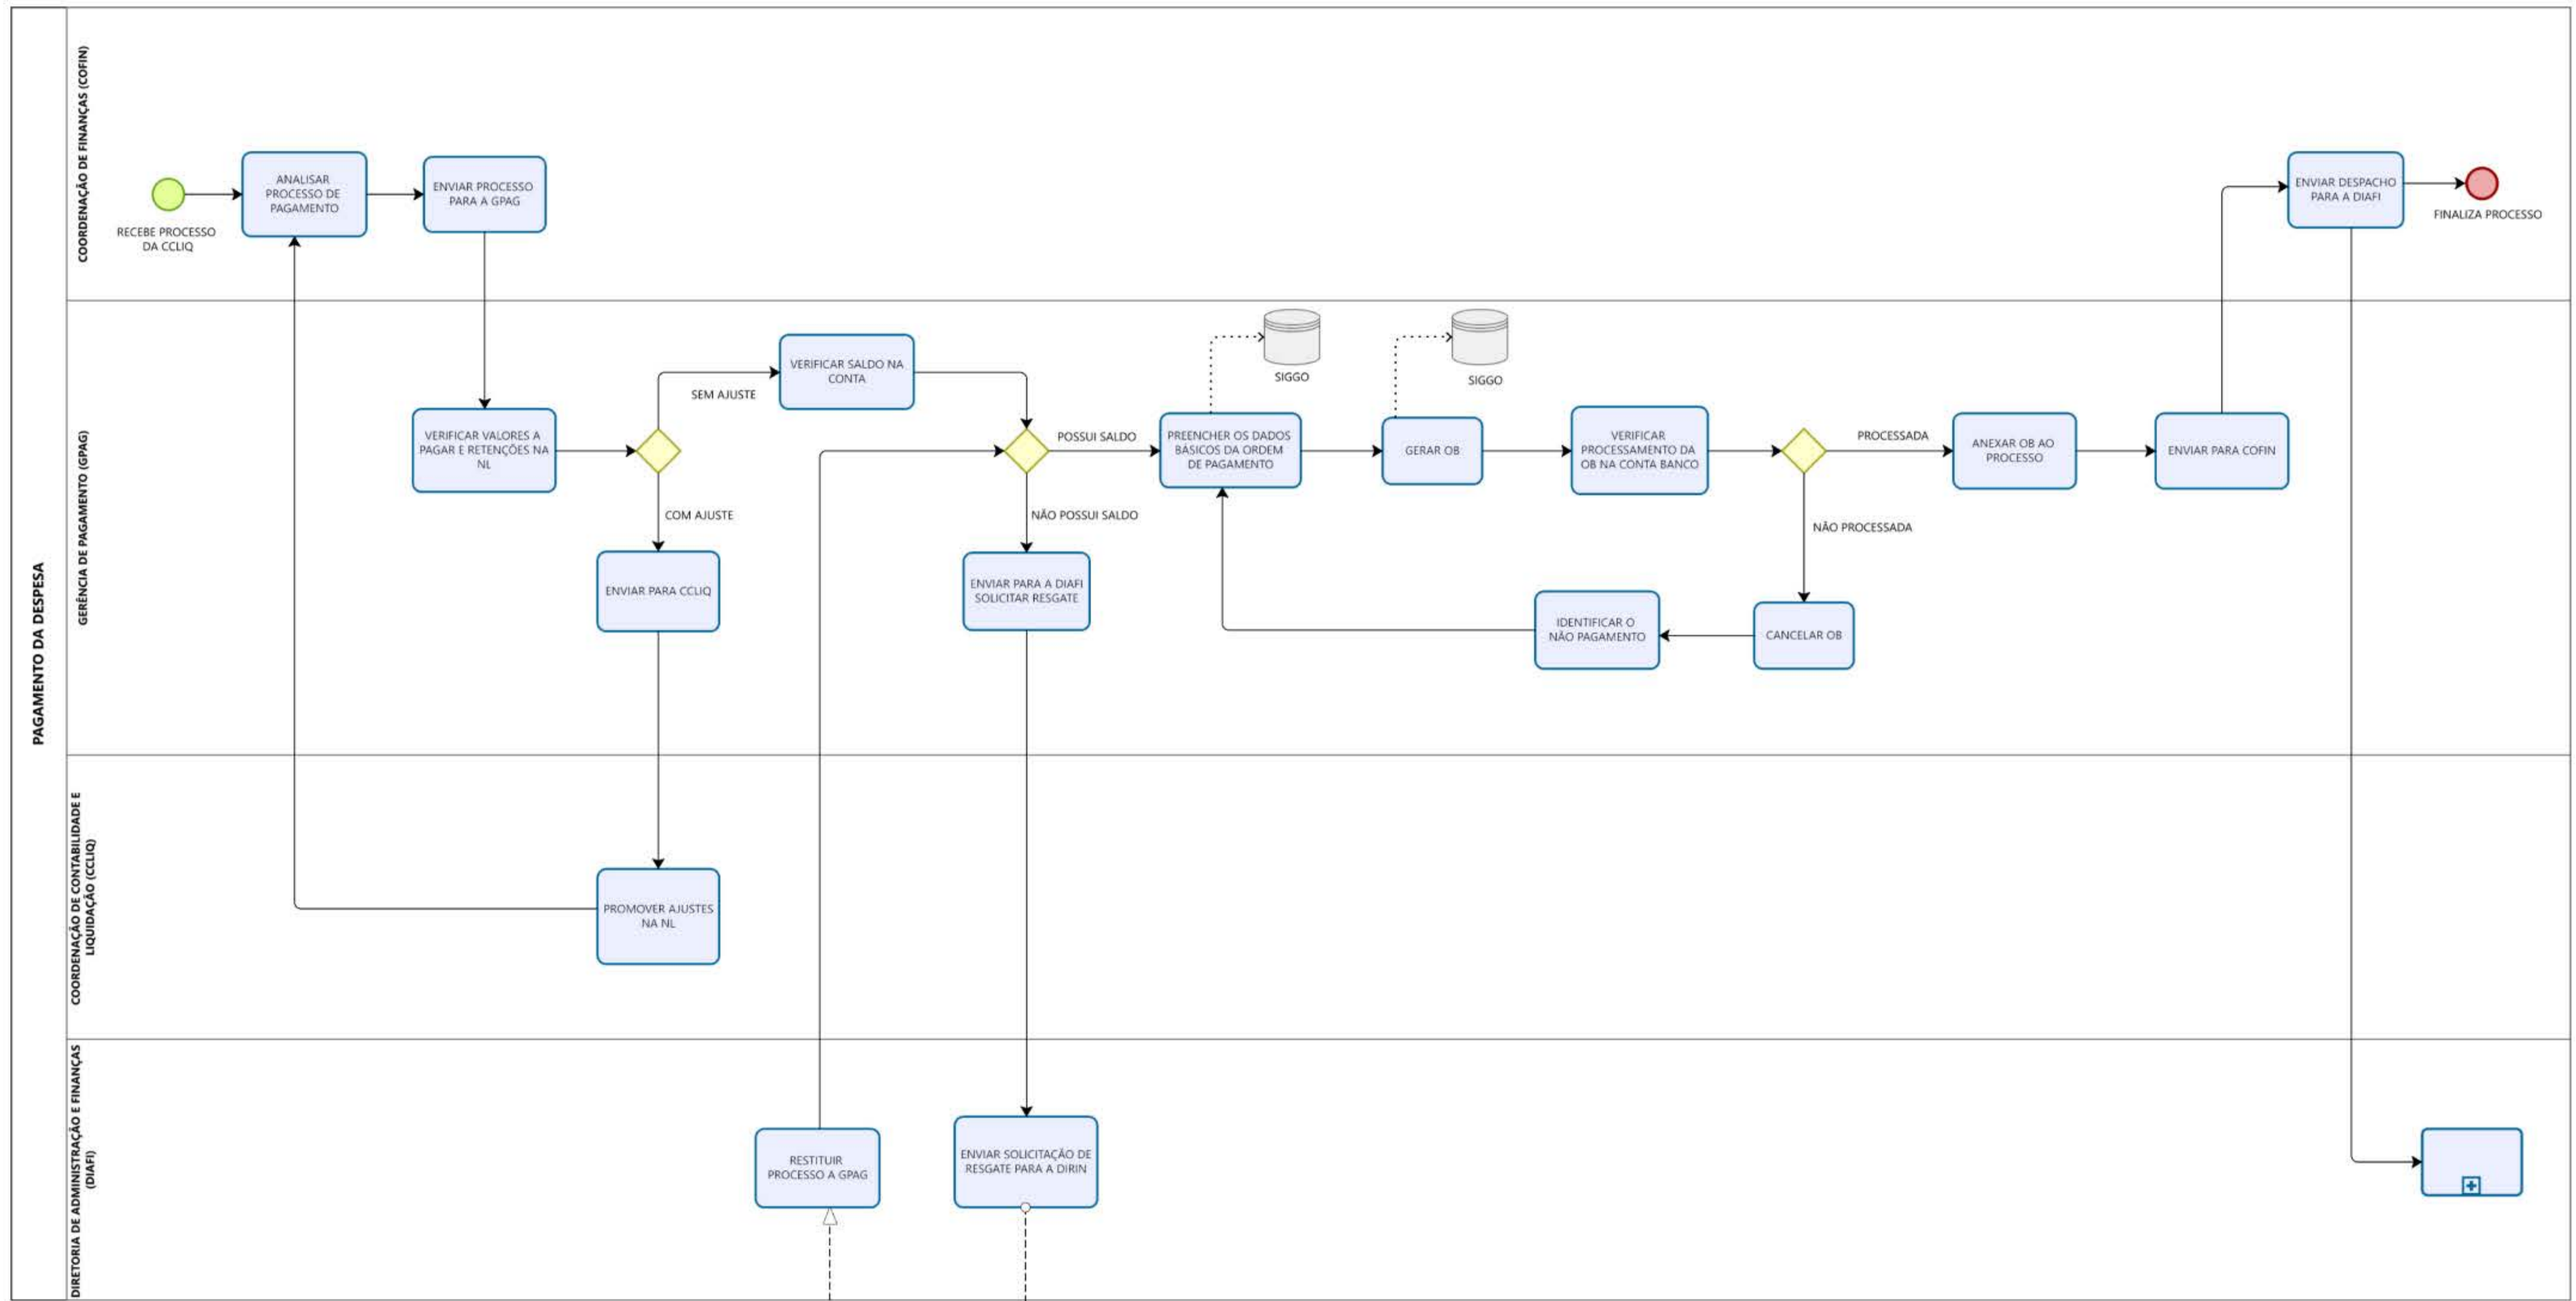 PAGAMENTO DA DESPESA
COORDENAÇÃO DE FINANÇAS (COFIN)
RECEBE PROCESSO
DA CCLIQ
ANALISAR
PROCESSO DE
PAGAMENTO
ENVIAR PROCESSO
PARA A GPAG
ENVIAR DESPACHO
PARA A DIAFI
FINALIZA PROCESSO
GERÊNCIA DE PAGAMENTO (GPAG)
VERIFICAR VALORES A
PAGAR E RETENÇÕES NA
NL
SEM AJUSTE
COM AJUSTE
VERIFICAR SALDO NA
CONTA
ENVIAR PARA CCLIQ
POSSUI SALDO
NÃO POSSUI SALDO
ENVIAR PARA A DIAFI
SOLICITAR RESGATE
SIGGO
PREENCHER OS DADOS
BÁSICOS DA ORDEM
DE PAGAMENTO
SIGGO
GERAR OB
VERIFICAR
PROCESSAMENTO DA
OB NA CONTA BANCO
PROCESSADA
NÃO PROCESSADA
IDENTIFICAR O
NÃO PAGAMENTO
CANCELAR OB
ANEXAR OB AO
PROCESSO
ENVIAR PARA COFIN
COORDENAÇÃO DE CONTABILIDADE E
LIQUIDAÇÃO (CCLIQ)
PROMOVER AJUSTES
NA NL
DIRETORIA DE ADMINISTRAÇÃO E FINANÇAS
(DIAFI)
RESTITUIR
PROCESSO A GPAG
ENVIAR SOLICITAÇÃO DE
RESGATE PARA A DIRIN